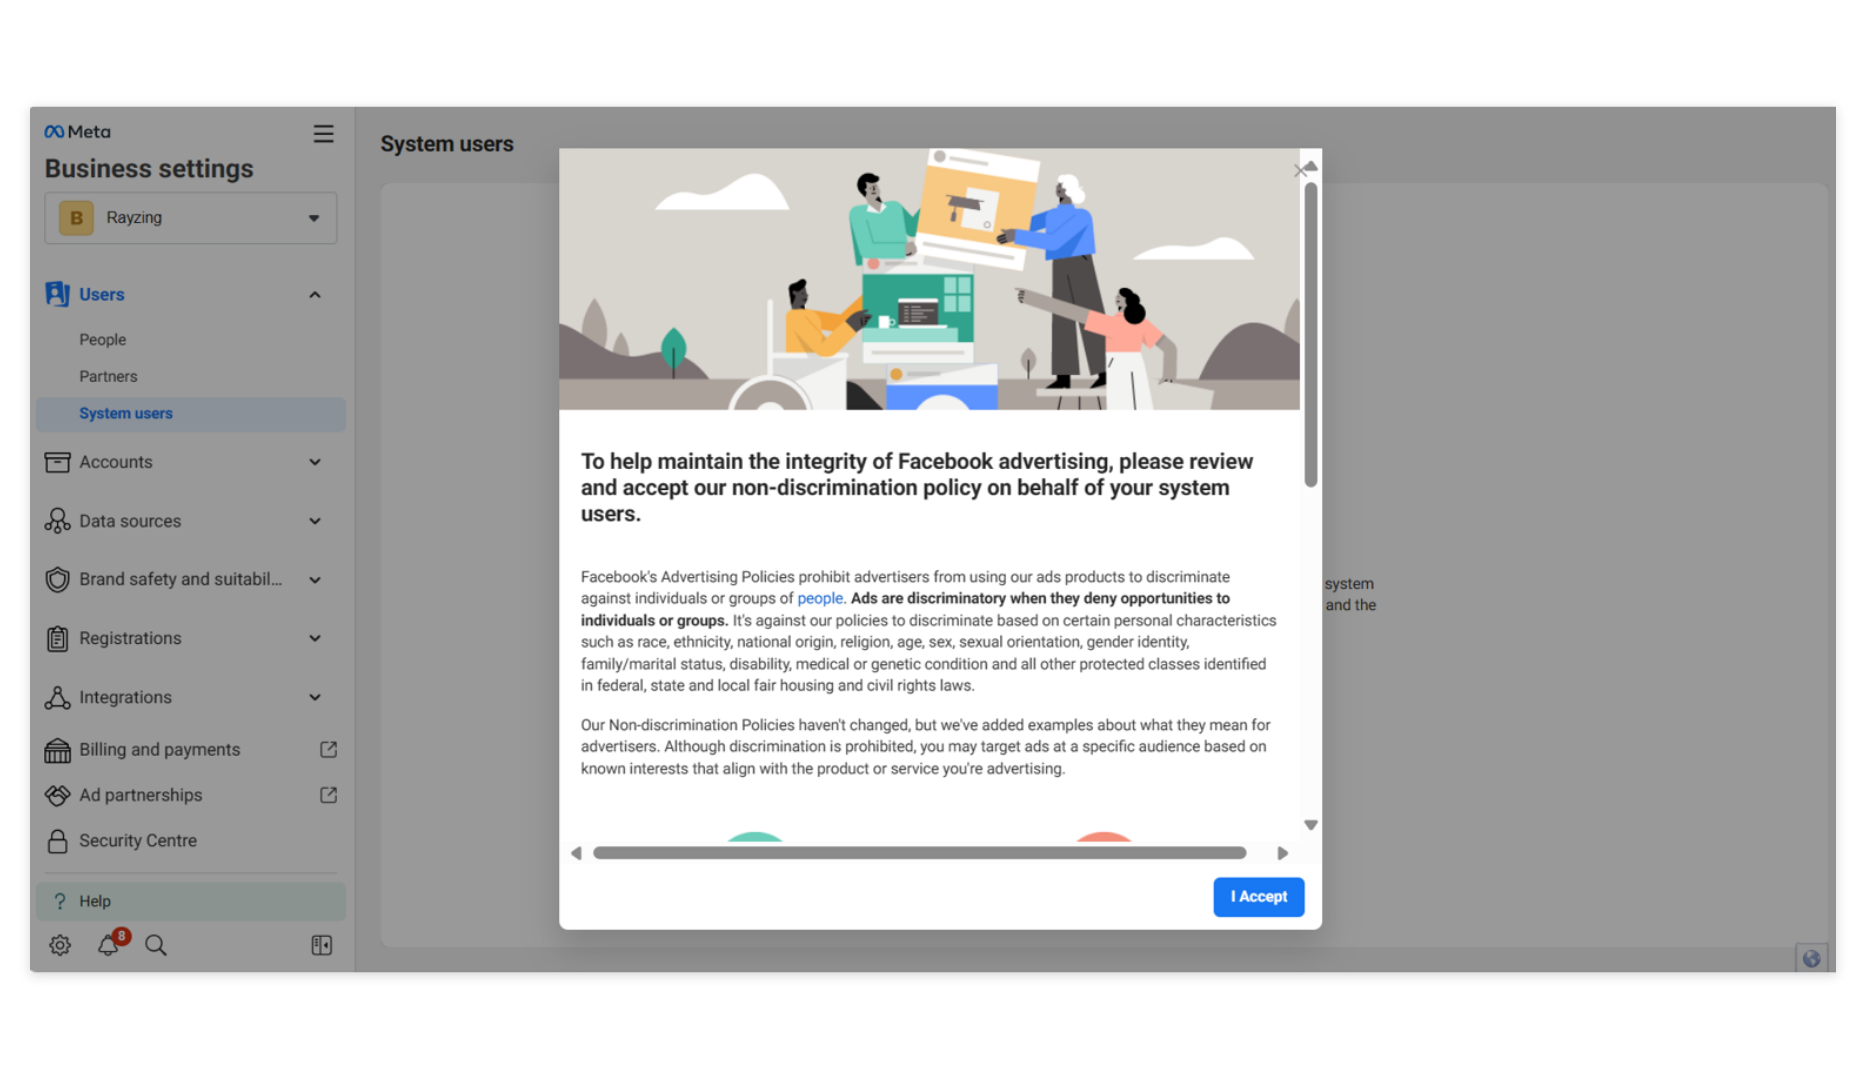 Meta
Business settings
B Rayzing
Users
People
Partners
System users
Accounts
Data sources
Brand safety and suitabil...
Registrations
Integrations
Billing and payments
Ad partnerships
Security Centre
? Help
8
System users
To help maintain the integrity of Facebook advertising, please review
and accept our non-discrimination policy on behalf of your system
users.
Facebook's Advertising Policies prohibit advertisers from using our ads products to discriminate
against individuals or groups of people. Ads are discriminatory when they deny opportunities to
individuals or groups. It's against our policies to discriminate based on certain personal characteristics
such as race, ethnicity, national origin, religion, age, sex, sexual orientation, gender identity,
family/marital status, disability, medical or genetic condition and all other protected classes identified
in federal, state and local fair housing and civil rights laws.
Our Non-discrimination Policies haven't changed, but we've added examples about what they mean for
advertisers. Although discrimination is prohibited, you may target ads at a specific audience based on
known interests that align with the product or service you're advertising.
I Accept
system
and the